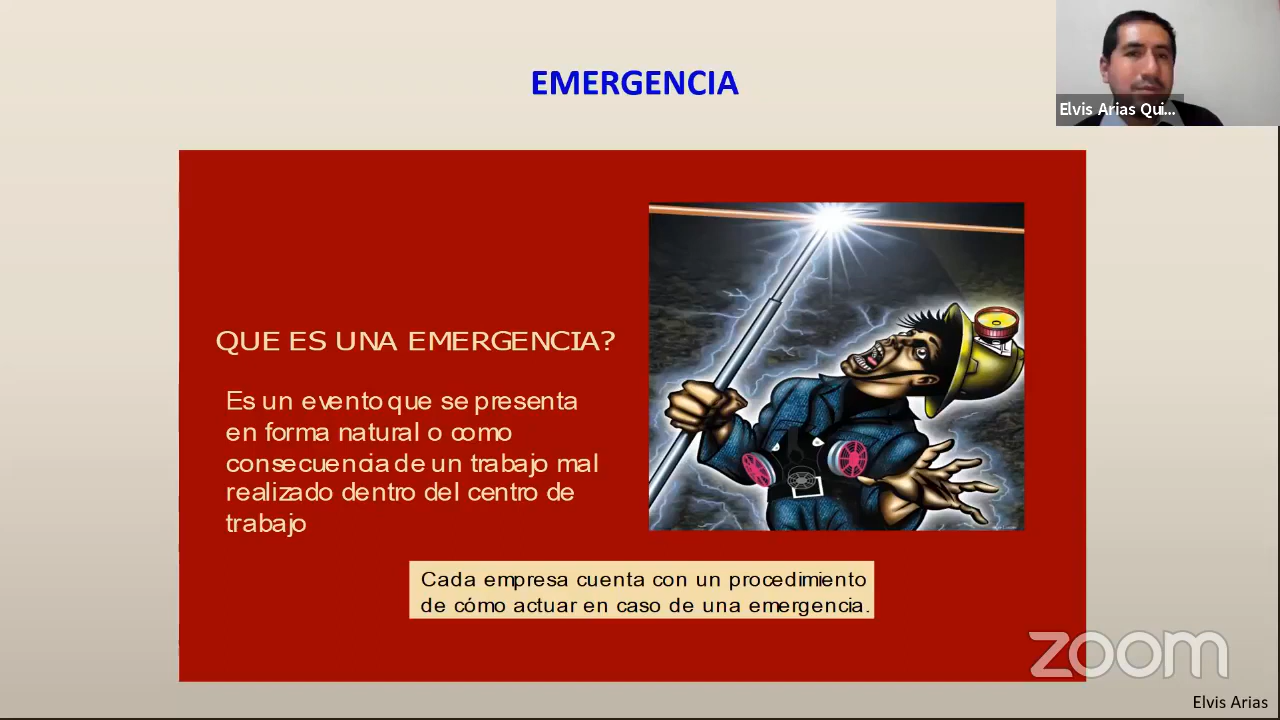 EMERGENCIA
Elvis Arias Qui...
QUE ES UNA EMERGENCIA?
Es un evento que se presenta
en forma natural o como
consecuencia de un trabajo mal
realizado dentro del centro de
trabajo
Cada empresa cuenta con un procedimiento
de cómo actuar en caso de una emergencia.
zoom
Elvis Arias